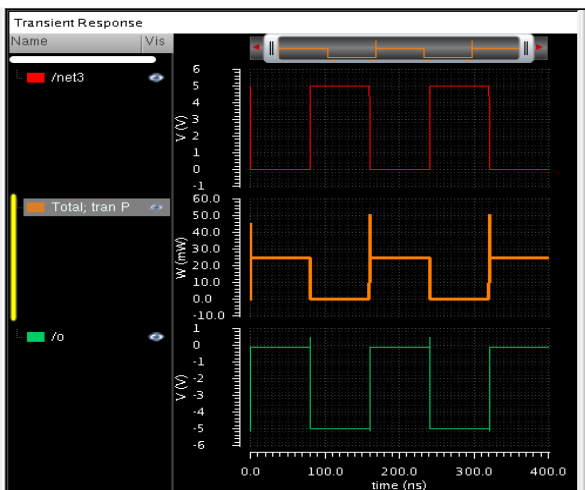 Transient Response
Name Vis
/net3
6
5
4
3
2
1
0
-1
V (V)
Total; tran P
60.0
50.0
40.0
30.0
20.0
10.0
0.0
-10.0
W (mW)
/o
1
0
-1
-2
-3
-4
-5
-6
V (V)
0.0 100.0 200.0 300.0 400.0
time (ns)